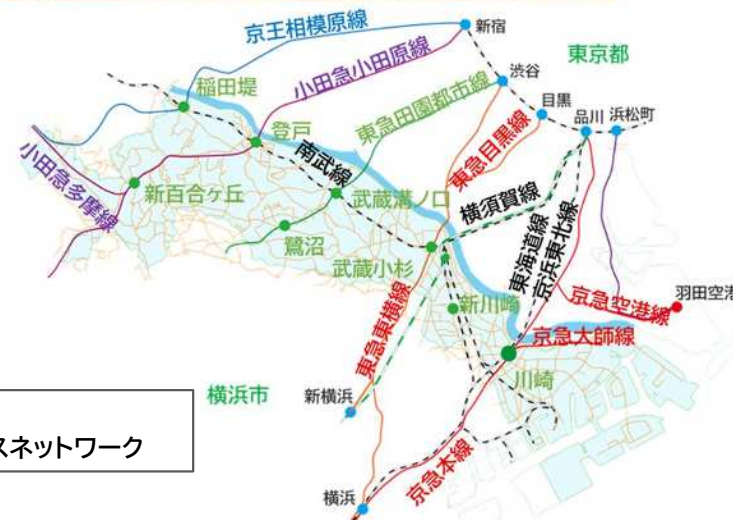 京王相模原線
新宿
東京都
小田急小田原線
渋谷
稲田堤
東急田園都市線
目黒
品川
浜松町
登戸
東急目黒線
小田急多摩線
南武線
新百合ヶ丘
武蔵溝ノ口
横須賀線
鷺沼
東海道線
京浜東北線
武蔵小杉
羽田空港
京急空港線
新川崎
東急東横線
京急大師線
川崎
横浜市
新横浜
スネットワーク
京急本線
横浜